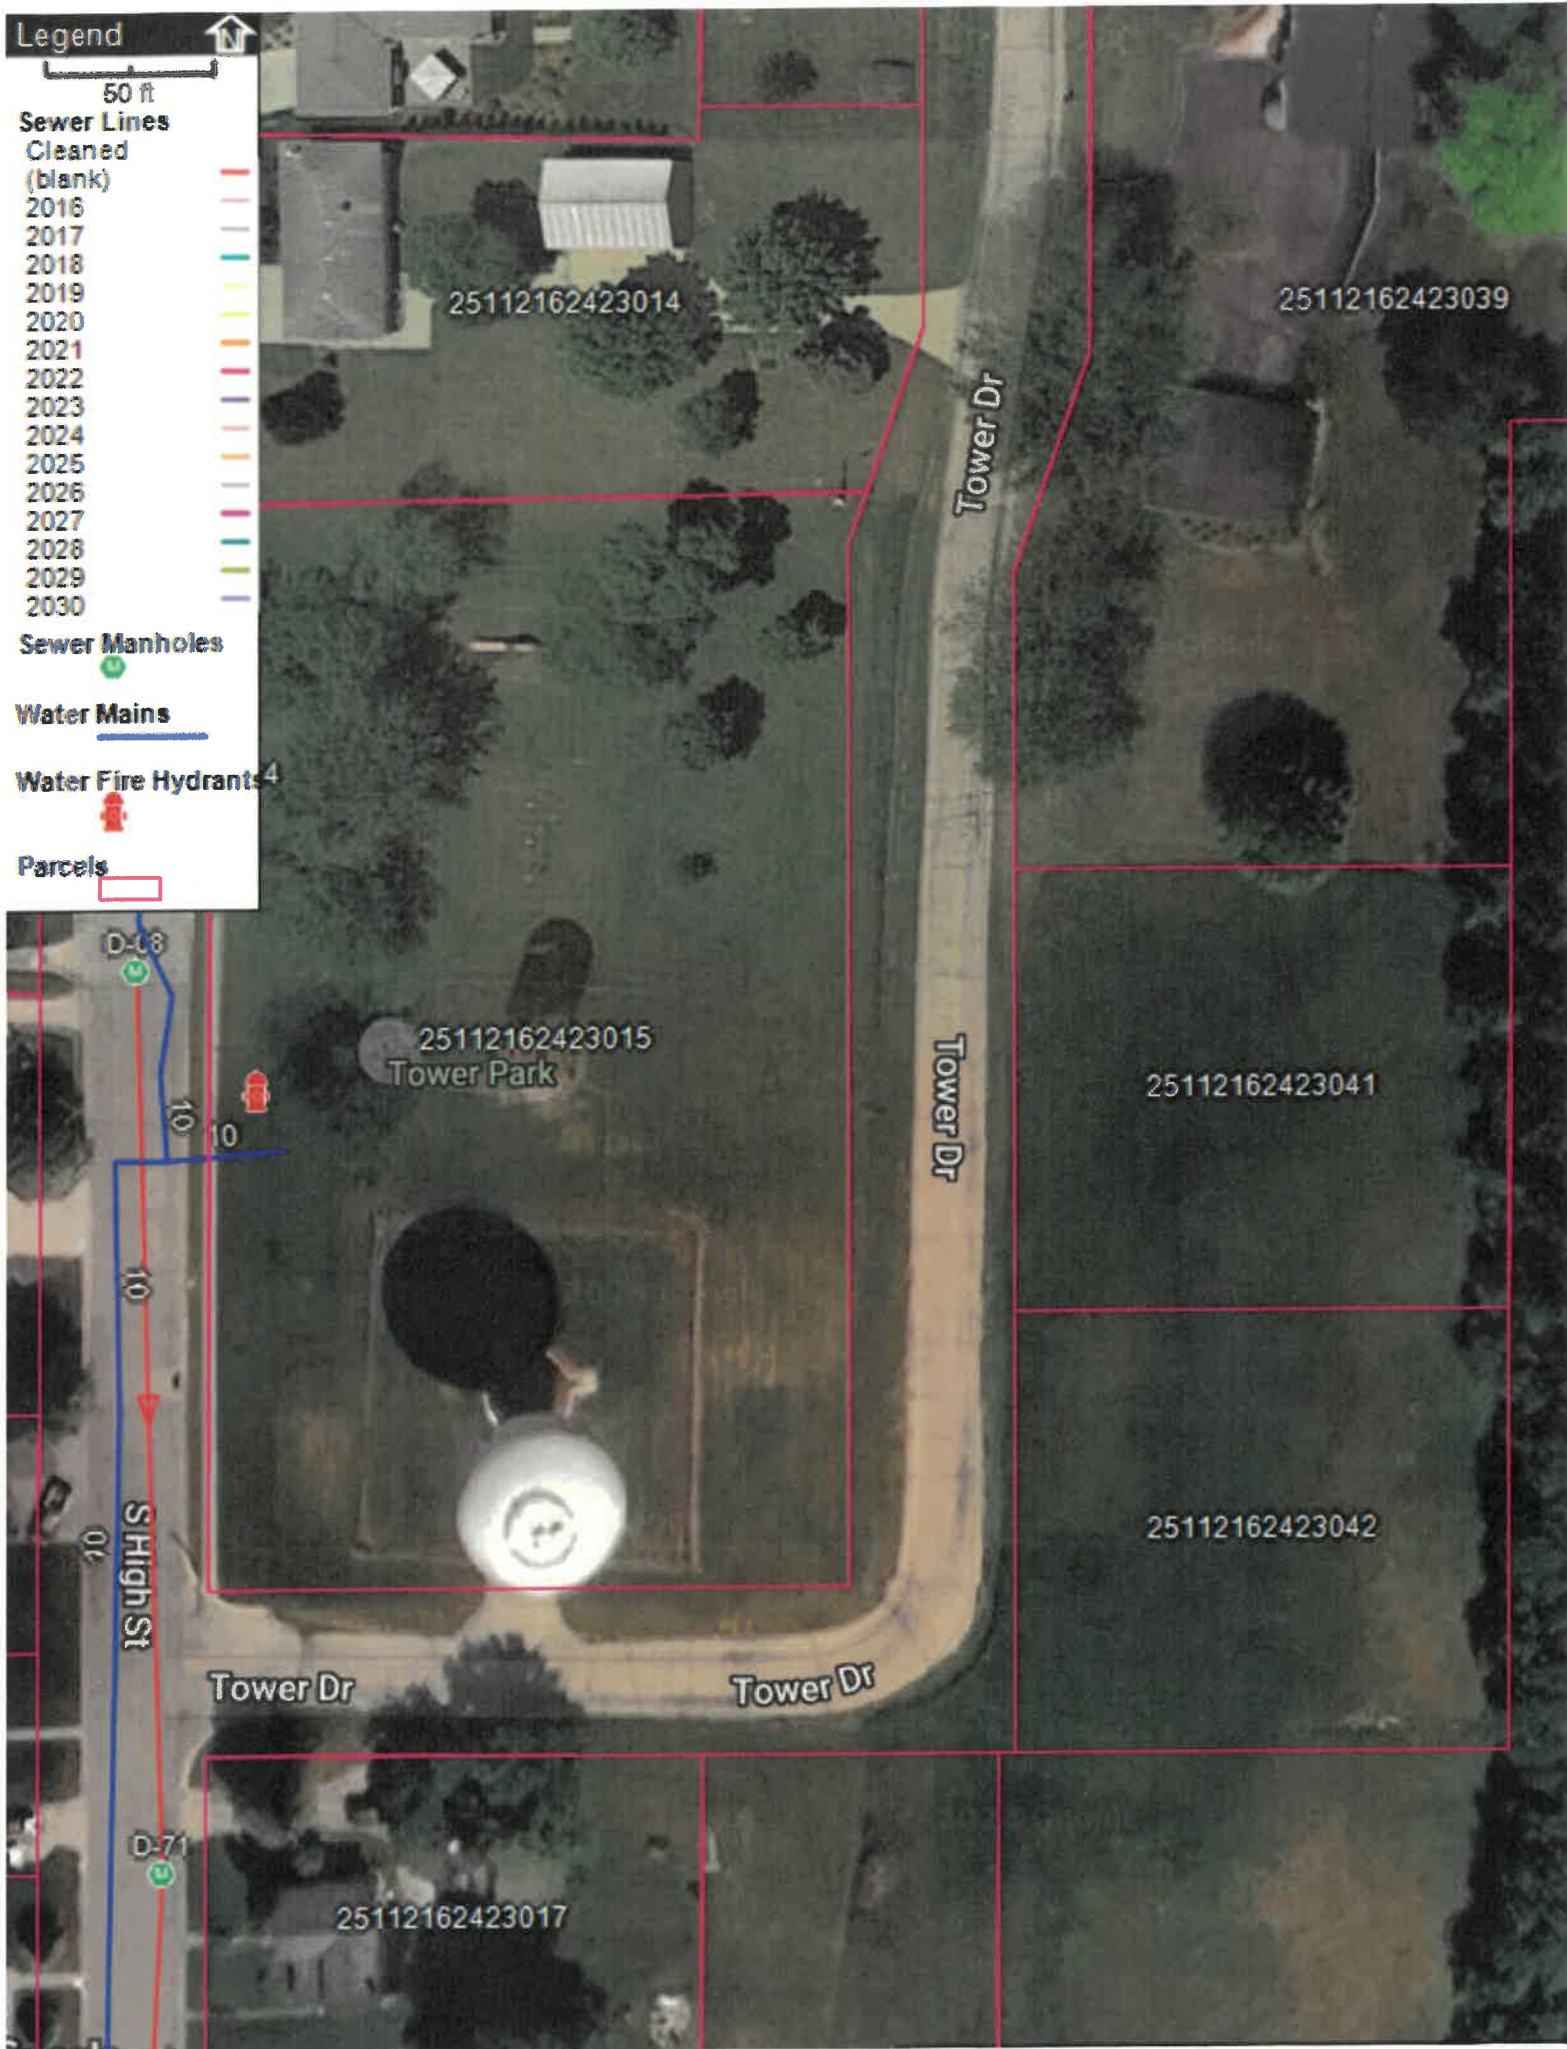 Legend
N
50 ft
Sewer Lines
Cleaned
(blank)
2016
2017
2018
2019
2020
2021
2022
2023
2024
2025
2026
2027
2028
2029
2030
Sewer Manholes
M
Water Mains
Water Fire Hydrants
4
Parcels
25112162423014
25112162423039
Tower Dr
D-08
M
25112162423015
Tower Park
Tower Dr
25112162423041
10
10
10
10
S High St
25112162423042
Tower Dr
Tower Dr
D-71
M
25112162423017